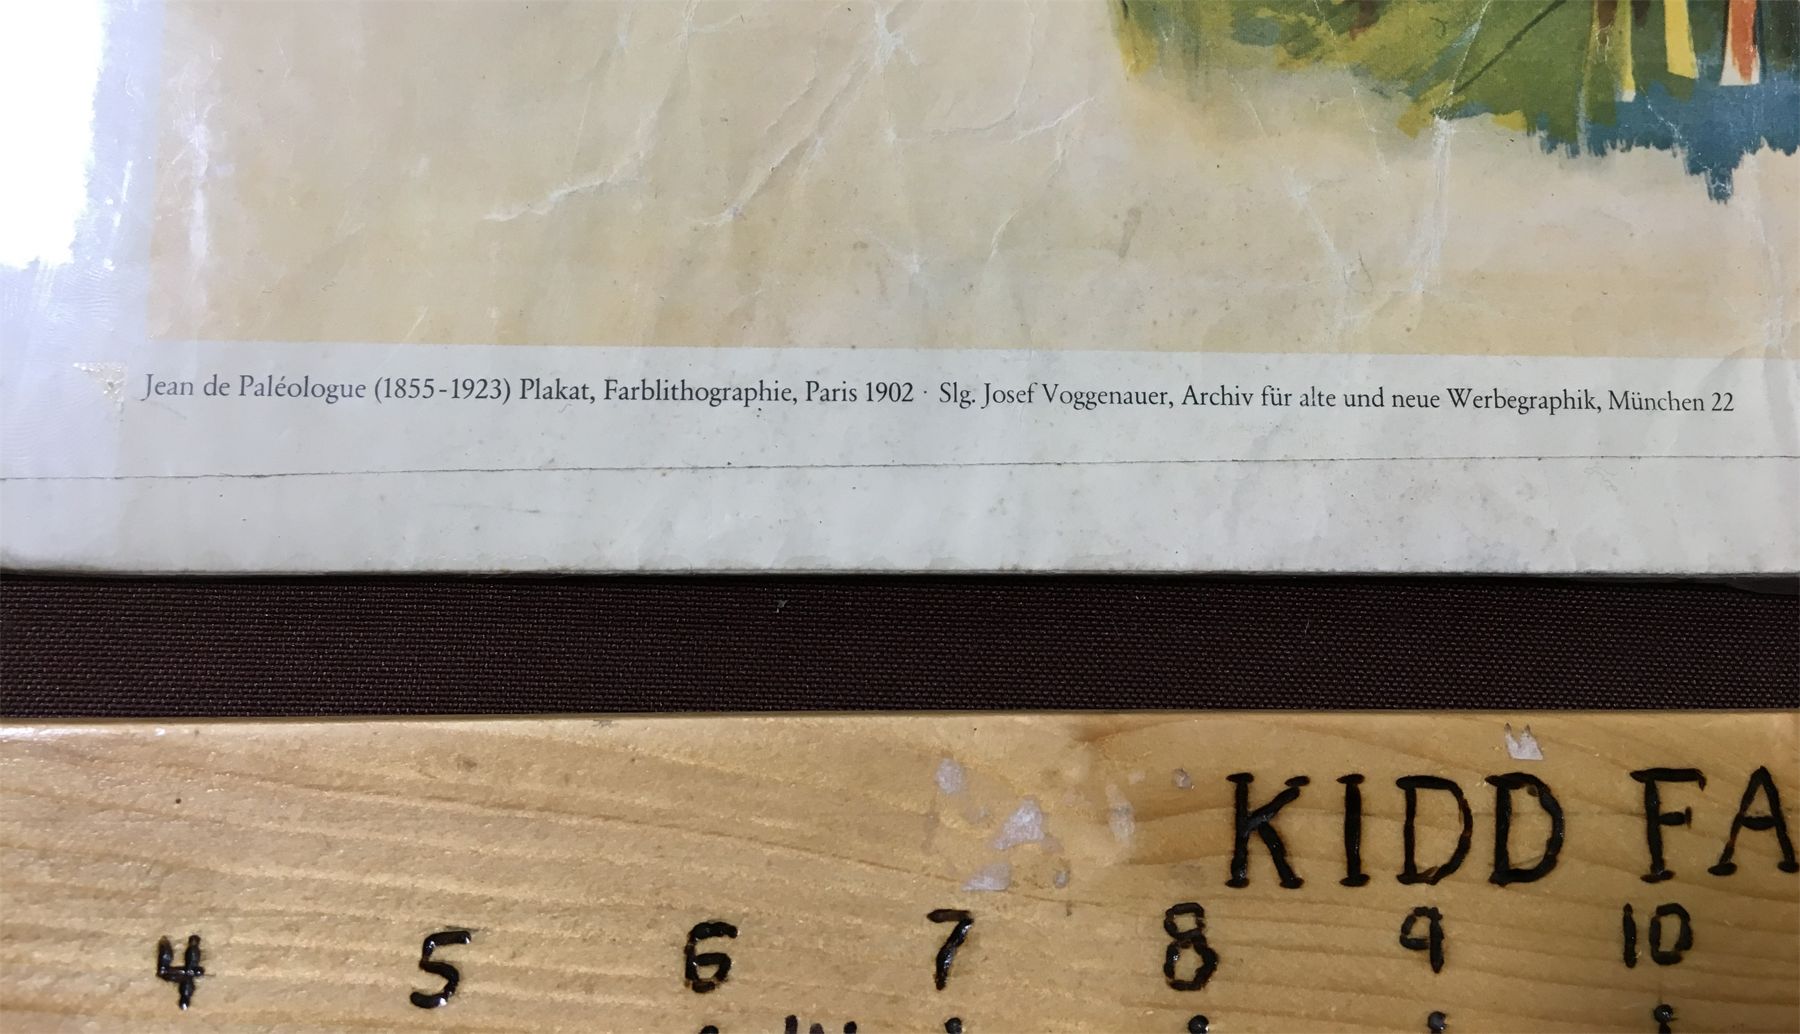 Jean de Paléologue (1855-1923) Plakat, Farblithographie, Paris 1902 · Slg. Josef Voggenauer, Archiv für alte und neue Werbegraphik, München 22
KIDD FA
4 5 6 7 8 9 10